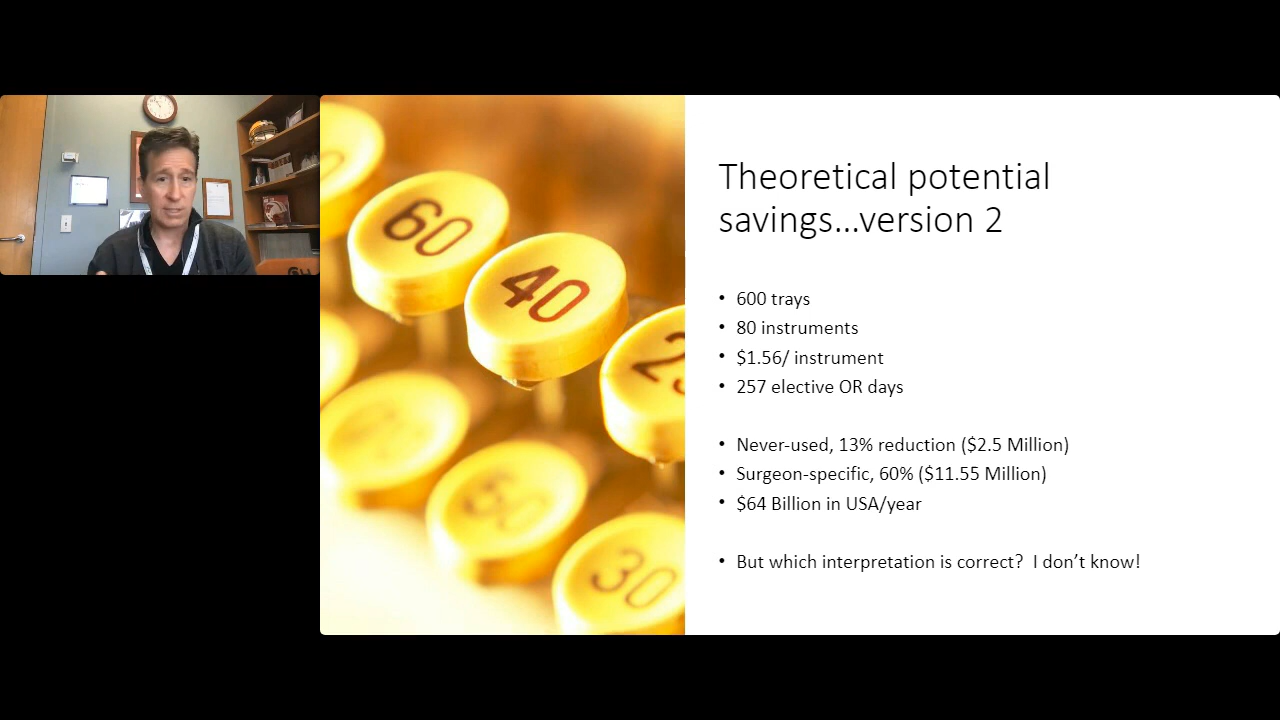 Theoretical potential
savings...version 2
• 600 trays
• 80 instruments
• $1.56/ instrument
• 257 elective OR days
• Never-used, 13% reduction ($2.5 Million)
• Surgeon-specific, 60% ($11.55 Million)
• $64 Billion in USA/year
• But which interpretation is correct?  I don’t know!
60
40
30